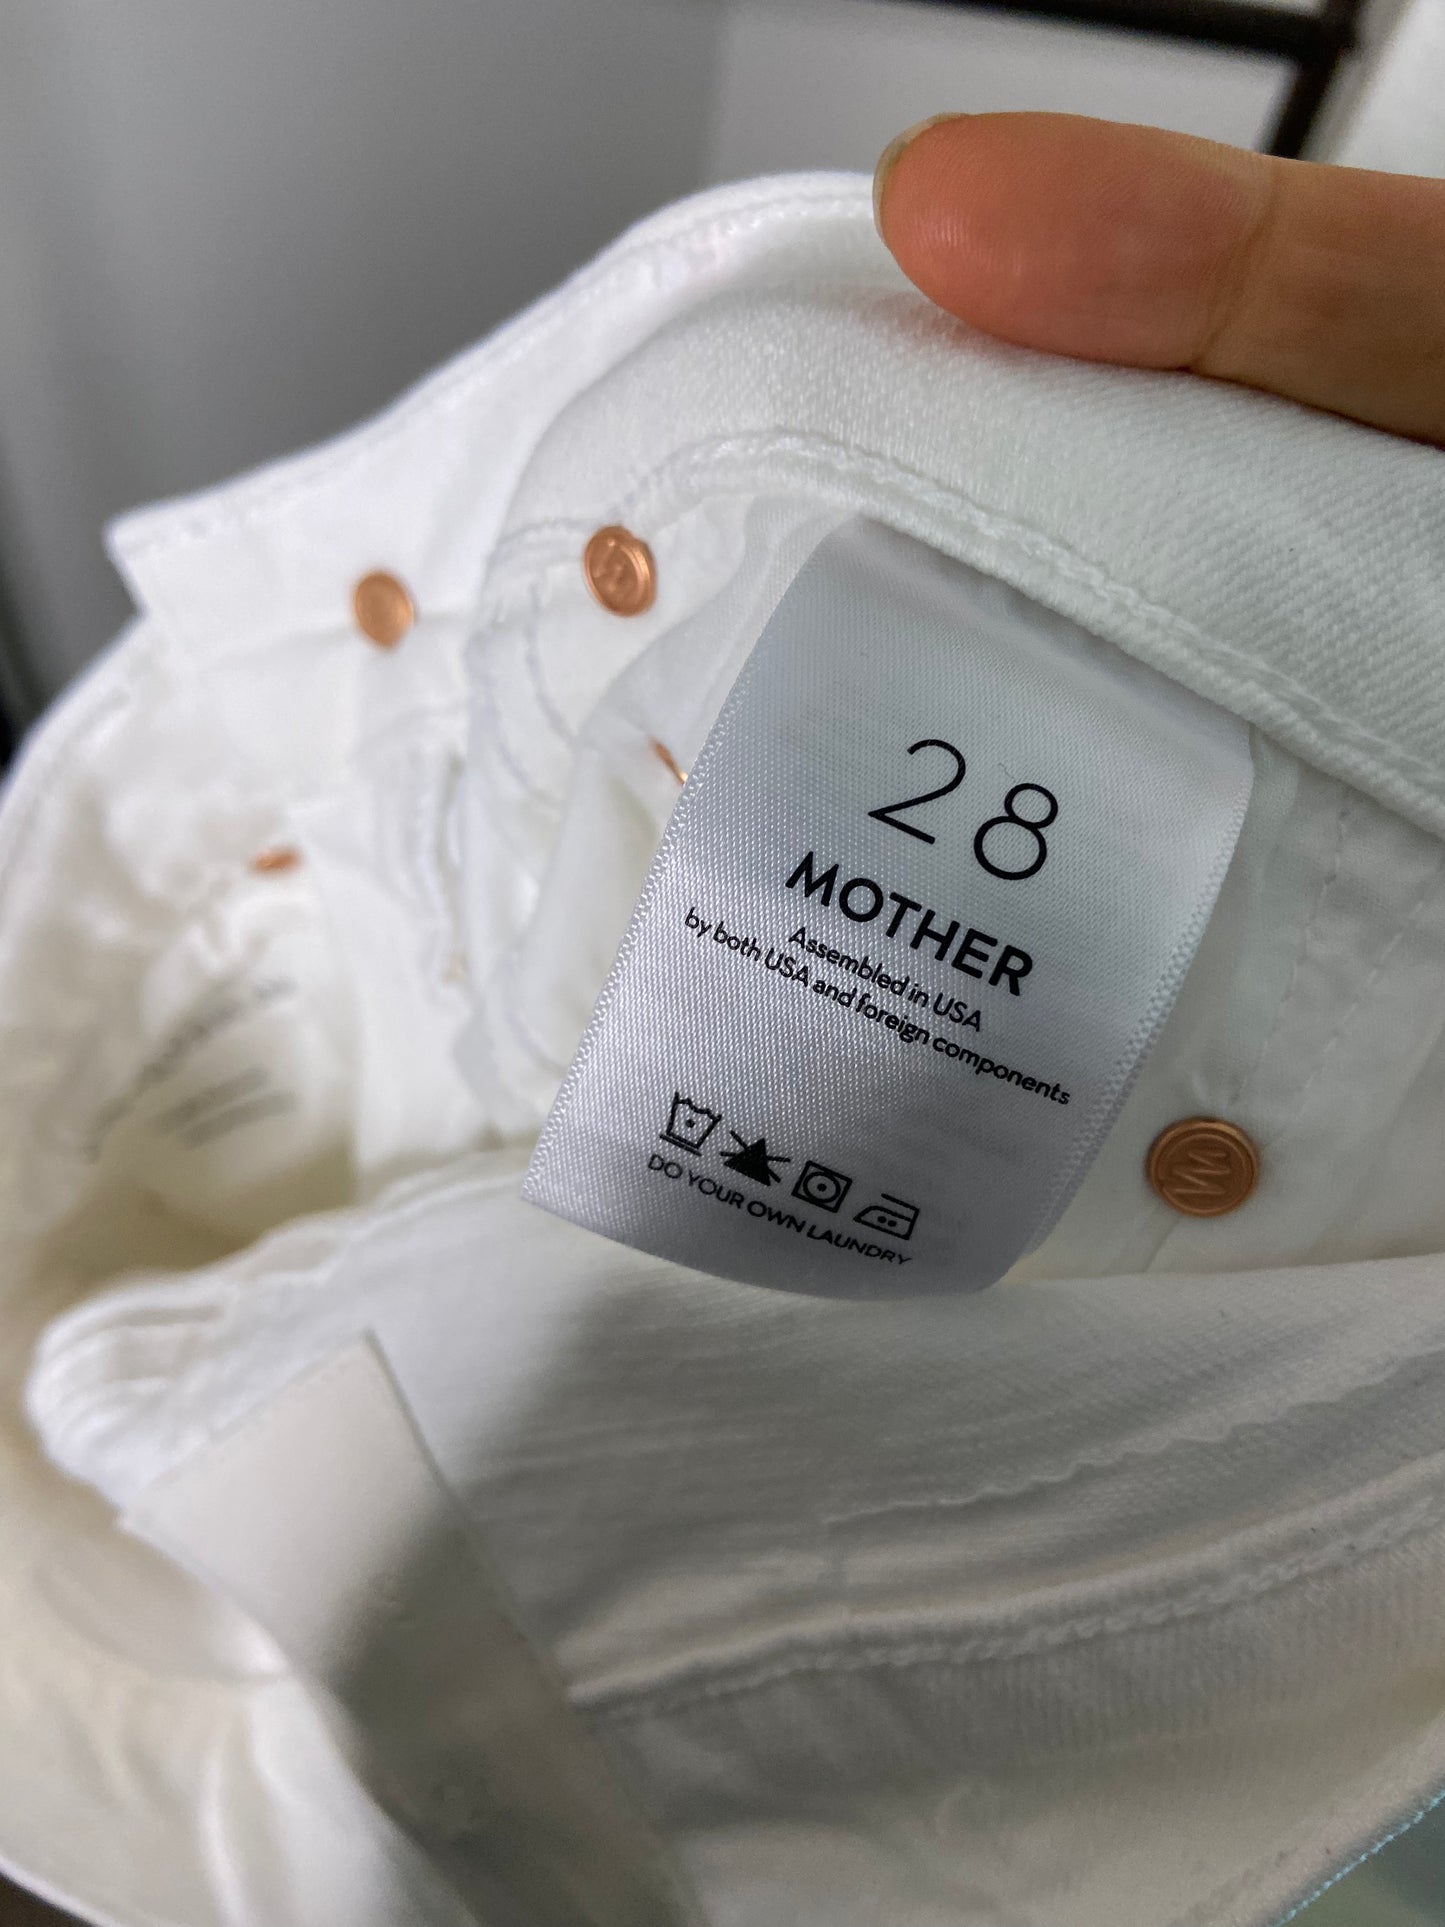 28
MOTHER
Assembled in USA
by both USA and foreign components
DO YOUR OWN LAUNDRY